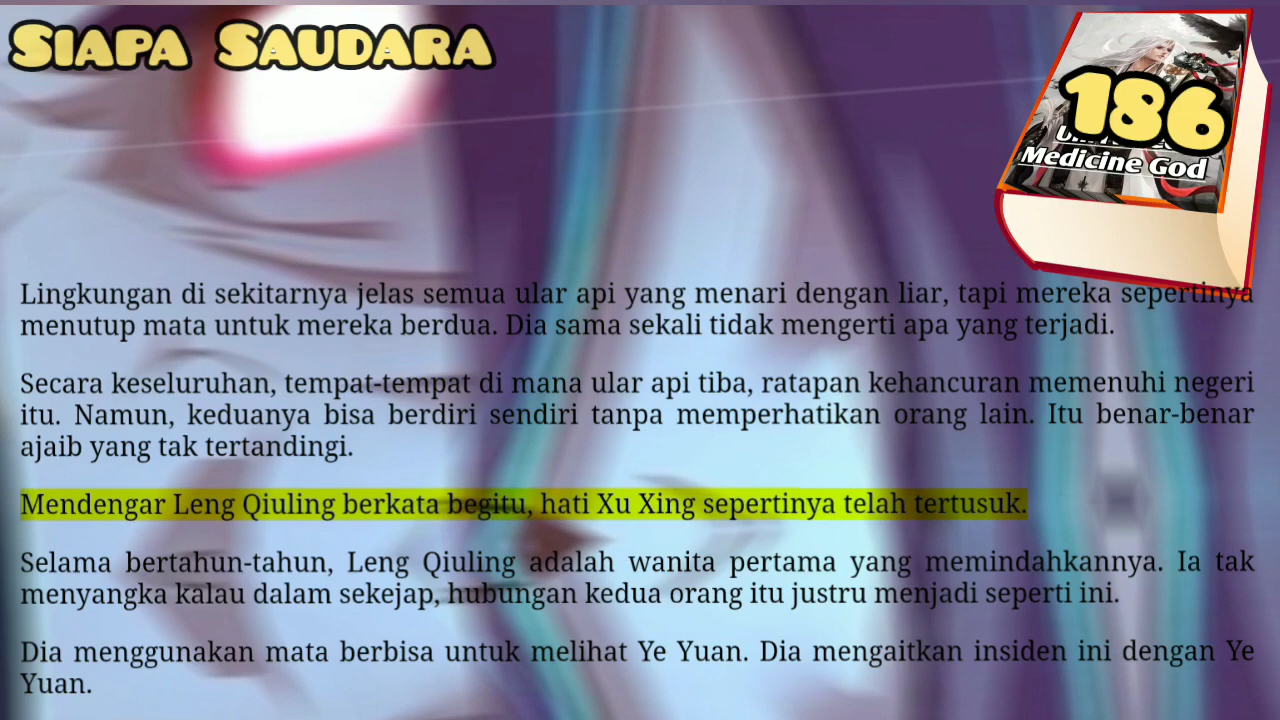 Siapa Saudara
186
Medicine God
Lingkungan di sekitarnya jelas semua ular api yang menari dengan liar, tapi mereka sepertinya
menutup mata untuk mereka berdua. Dia sama sekali tidak mengerti apa yang terjadi.
Secara keseluruhan, tempat-tempat di mana ular api tiba, ratapan kehancuran memenuhi negeri
itu. Namun, keduanya bisa berdiri sendiri tanpa memperhatikan orang lain. Itu benar-benar
ajaib yang tak tertandingi.
Mendengar Leng Qiuling berkata begitu, hati Xu Xing sepertinya telah tertusuk.
Selama bertahun-tahun, Leng Qiuling adalah wanita pertama yang memindahkannya. Ia tak
menyangka kalau dalam sekejap, hubungan kedua orang itu justru menjadi seperti ini.
Dia menggunakan mata berbisa untuk melihat Ye Yuan. Dia mengaitkan insiden ini dengan Ye
Yuan.